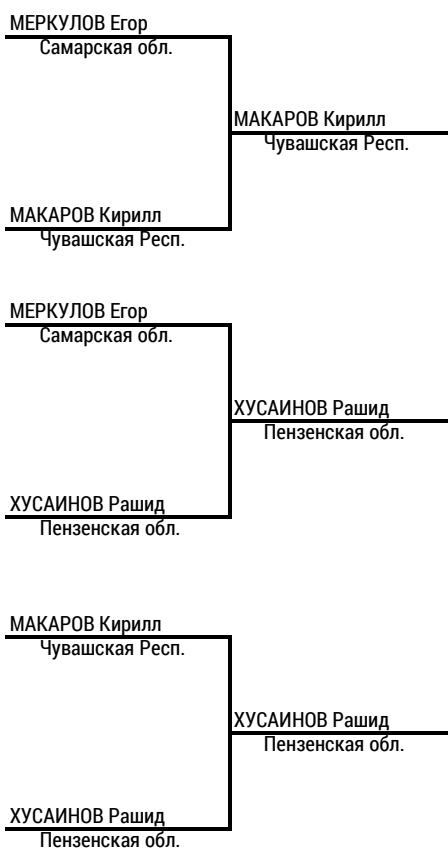 МЕРКУЛОВ Егор
Самарская обл.
МАКАРОВ Кирилл
Чувашская Респ.
МАКАРОВ Кирилл
Чувашская Респ.
МЕРКУЛОВ Егор
Самарская обл.
ХУСАИНОВ Рашид
Пензенская обл.
ХУСАИНОВ Рашид
Пензенская обл.
МАКАРОВ Кирилл
Чувашская Респ.
ХУСАИНОВ Рашид
Пензенская обл.
ХУСАИНОВ Рашид
Пензенская обл.